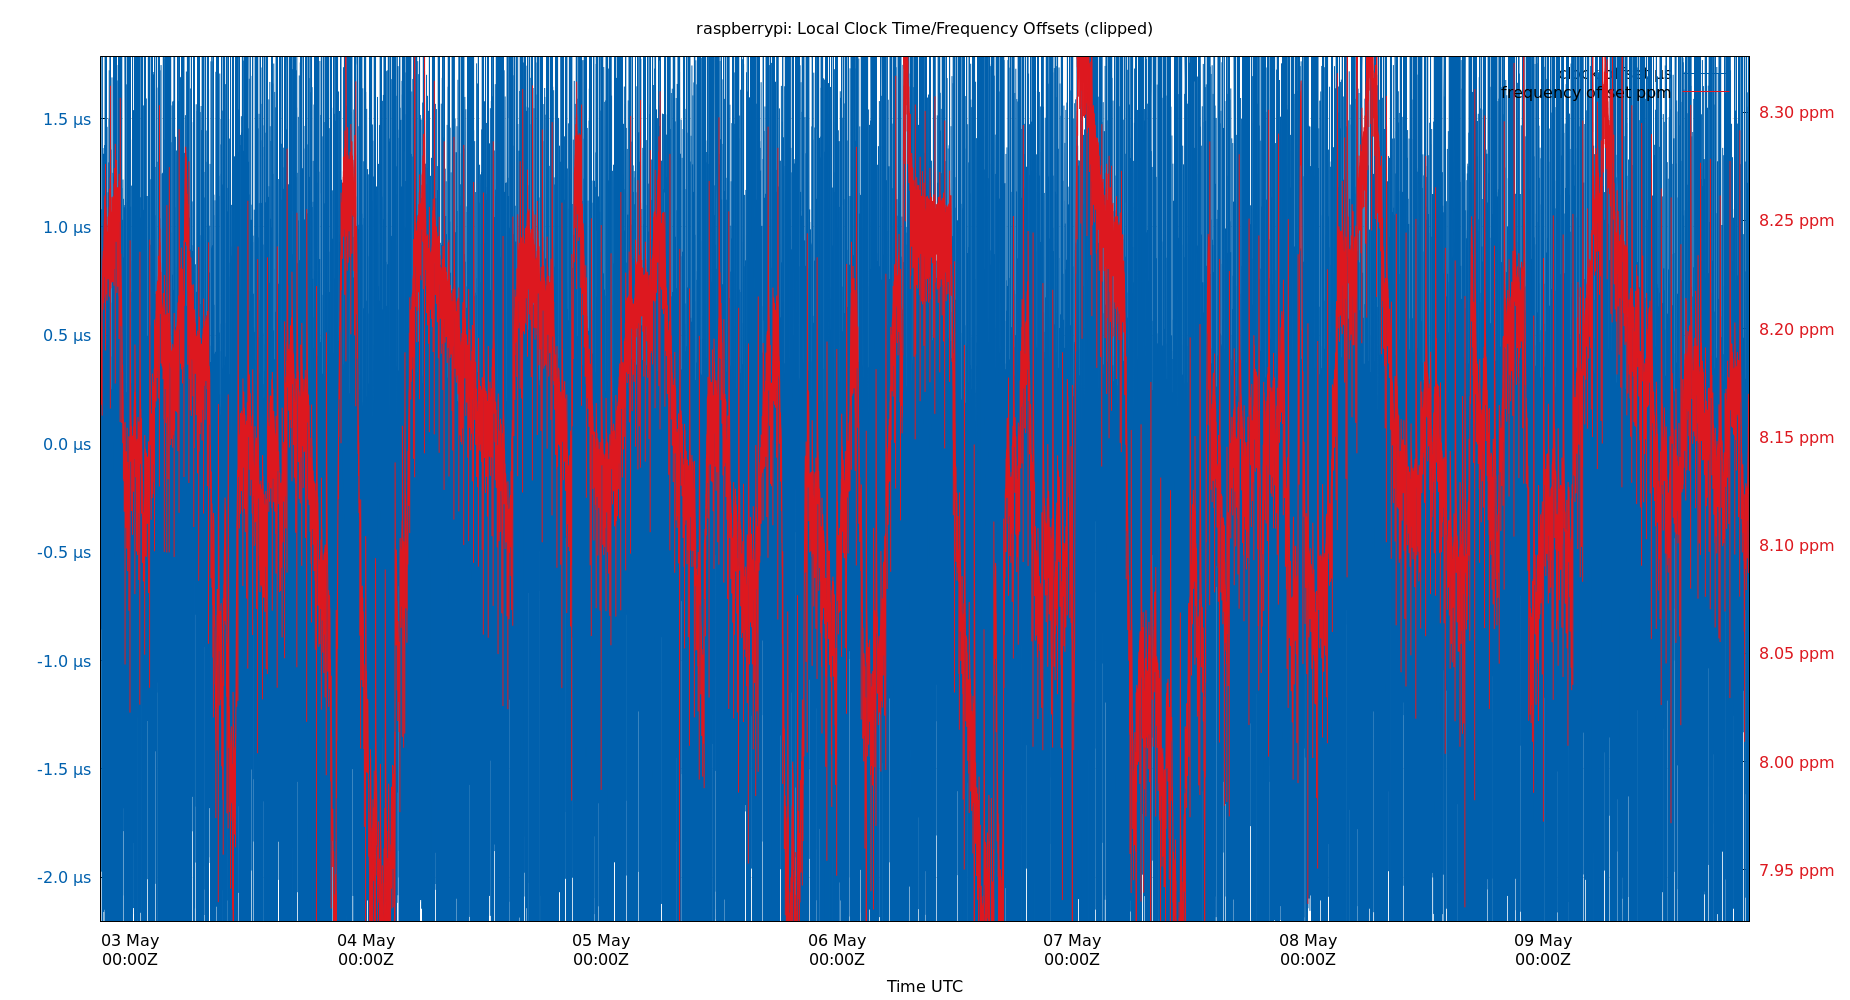 raspberrypi: Local Clock Time/Frequency Offsets (clipped)
clock offset µs
frequency offset ppm
1.5 µs
1.0 µs
0.5 µs
0.0 µs
-0.5 µs
-1.0 µs
-1.5 µs
-2.0 µs
8.30 ppm
8.25 ppm
8.20 ppm
8.15 ppm
8.10 ppm
8.05 ppm
8.00 ppm
7.95 ppm
03 May
00:00Z
04 May
00:00Z
05 May
00:00Z
06 May
00:00Z
07 May
00:00Z
08 May
00:00Z
09 May
00:00Z
Time UTC